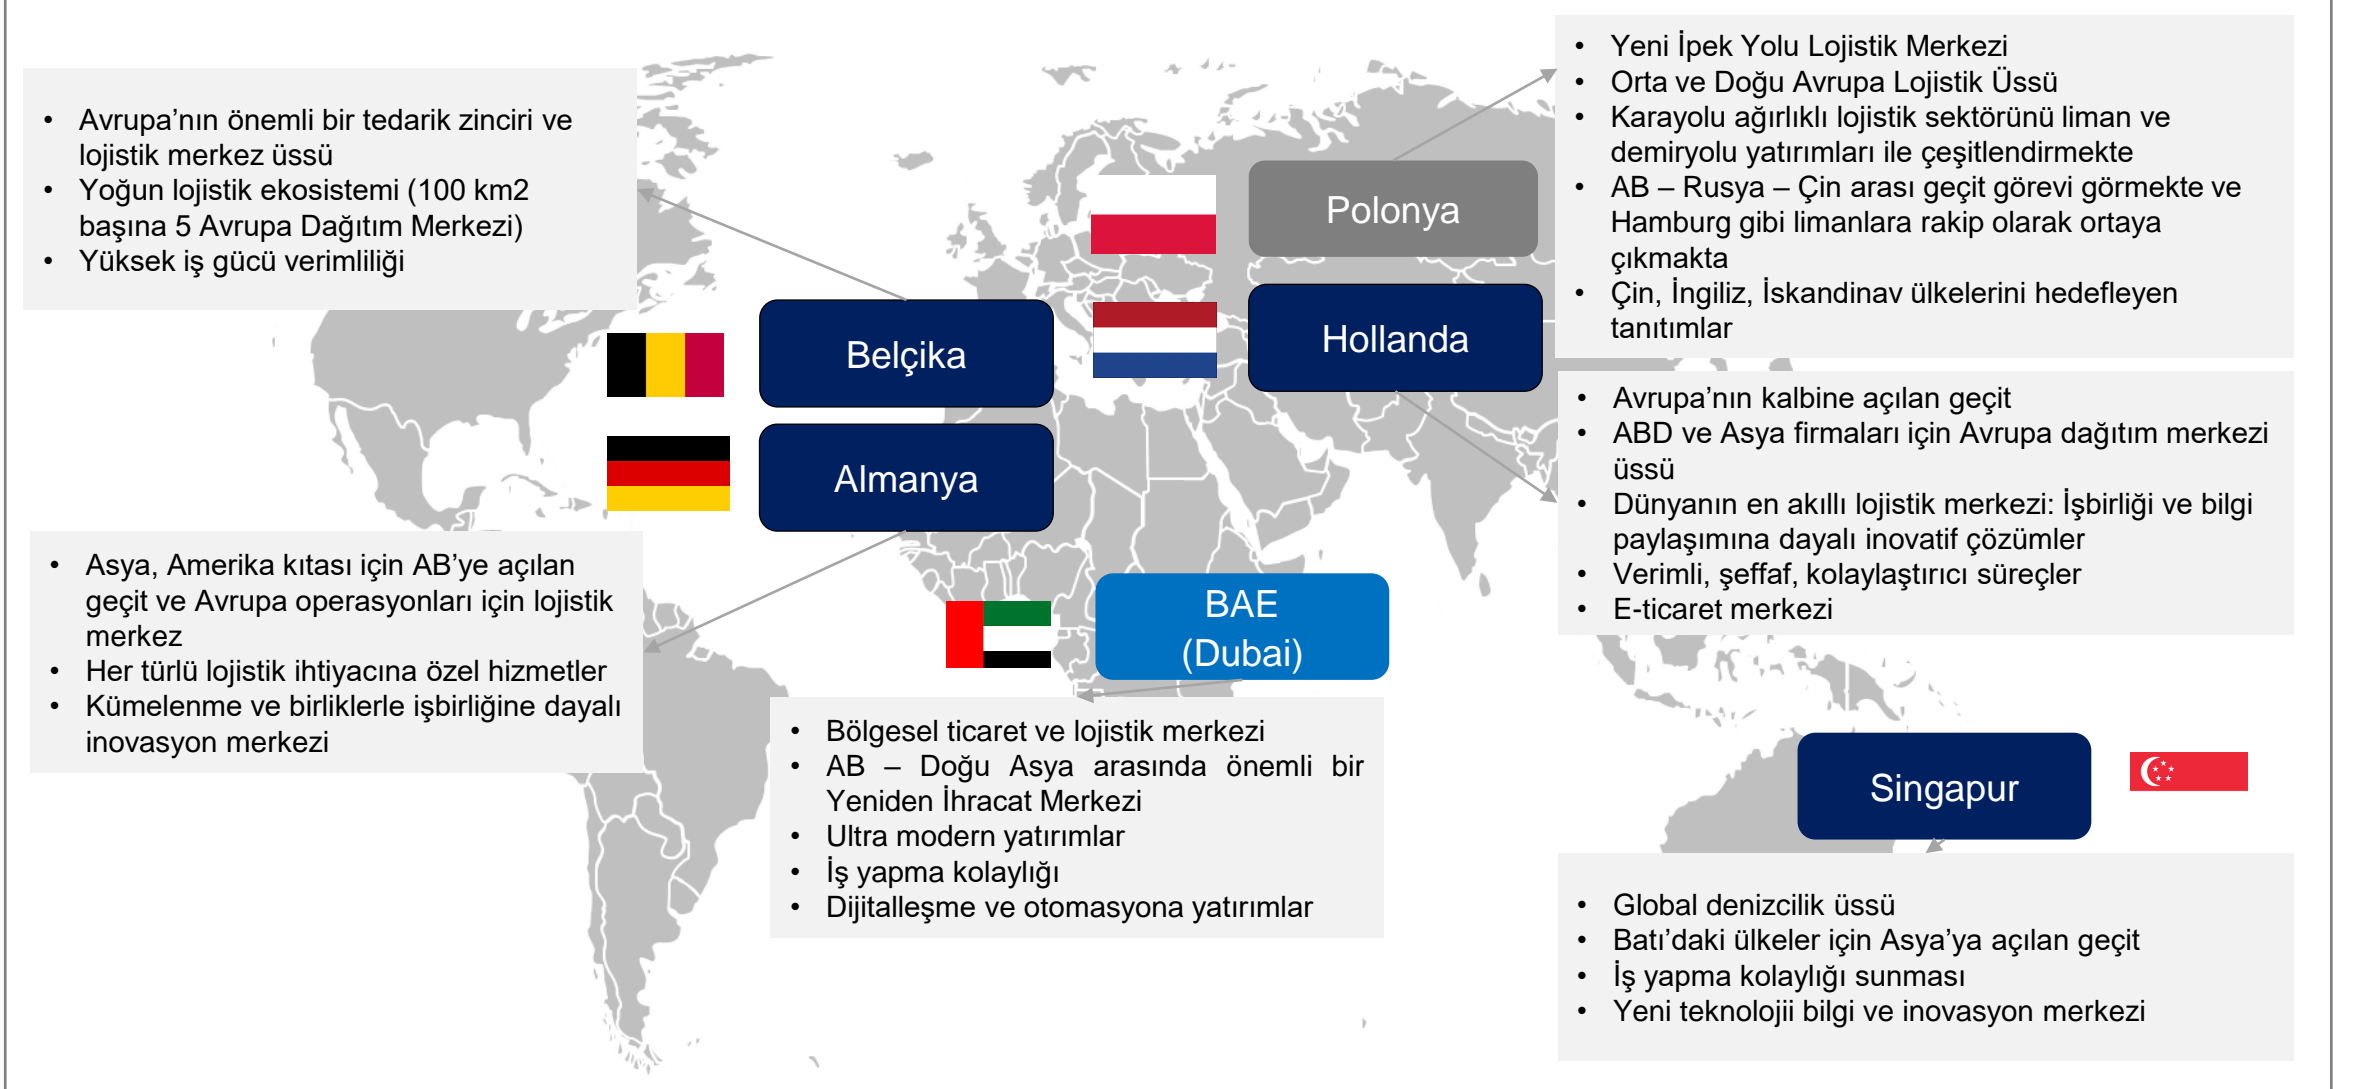 • Avrupa’nın önemli bir tedarik zinciri ve
lojistik merkez üssü
• Yoğun lojistik ekosistemi (100 km2
başına 5 Avrupa Dağıtım Merkezi)
• Yüksek iş gücü verimliliği
Belçika
Almanya
• Asya, Amerika kıtası için AB’ye açılan
geçit ve Avrupa operasyonları için lojistik
merkez
• Her türlü lojistik ihtiyacına özel hizmetler
• Kümelenme ve birliklerle işbirliğine dayalı
inovasyon merkezi
Polonya
• Yeni İpek Yolu Lojistik Merkezi
• Orta ve Doğu Avrupa Lojistik Üssü
• Karayolu ağırlıklı lojistik sektörünü liman ve
demiryolu yatırımları ile çeşitlendirmekte
• AB – Rusya – Çin arası geçit görevi görmekte ve
Hamburg gibi limanlara rakip olarak ortaya
çıkmakta
• Çin, İngiliz, İskandinav ülkelerini hedefleyen
tanıtımlar
Hollanda
• Avrupa’nın kalbine açılan geçit
• ABD ve Asya firmaları için Avrupa dağıtım merkezi
üssü
• Dünyanın en akıllı lojistik merkezi: İşbirliği ve bilgi
paylaşımına dayalı inovatif çözümler
• Verimli, şeffaf, kolaylaştırıcı süreçler
• E-ticaret merkezi
BAE
(Dubai)
• Bölgesel ticaret ve lojistik merkezi
• AB – Doğu Asya arasında önemli bir
Yeniden İhracat Merkezi
• Ultra modern yatırımlar
• İş yapma kolaylığı
• Dijitalleşme ve otomasyona yatırımlar
Singapur
• Global denizcilik üssü
• Batı’daki ülkeler için Asya’ya açılan geçit
• İş yapma kolaylığı sunması
• Yeni teknolojii bilgi ve inovasyon merkezi